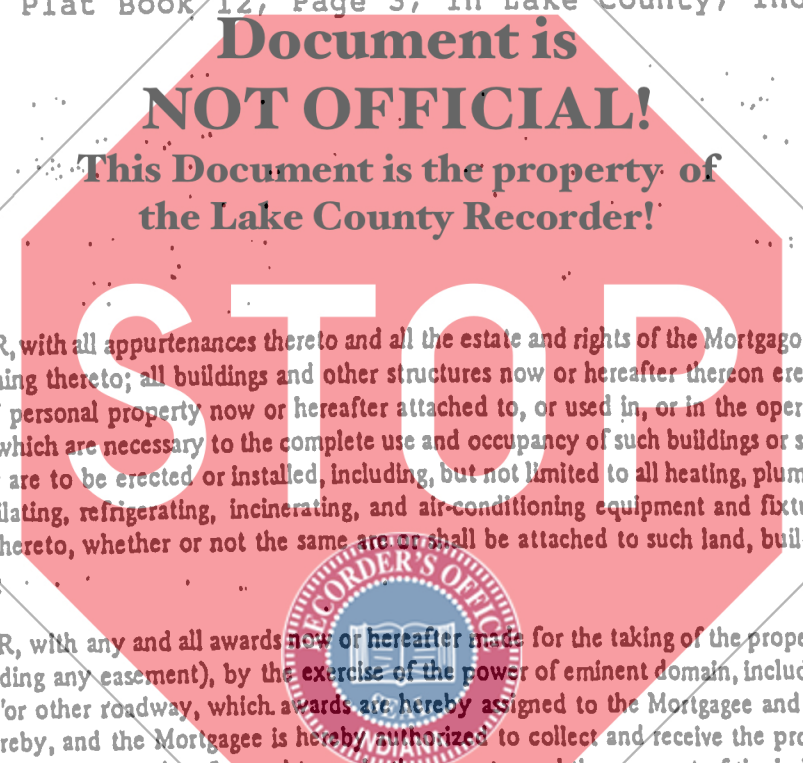 Plat Book 12, Page 3, in Lake County,
Document is
NOT OFFICIAL!
This Document is the property of
the Lake County Recorder!
STOP
R, with all appurtenances thereto and all the estate and rights of the Mortgago
ing thereto; all buildings and other structures now or hereafter thereon ere
personal property now or hereafter attached to, or used in, or in the oper
which are necessary to the complete use and occupancy of such buildings or s
are to be erected or installed, including, but not limited to all heating, plum
lating, refrigerating, incinerating, and air-conditioning equipment and fixtu
hereto, whether or not the same are or shall be attached to such land, buil
RECORDER'S OFFIC
SEAL
INDIANA
R, with any and all awards now or hereafter made for the taking of the prope
ding any easement), by the exercise of the power of eminent domain, includ
or other roadway, which awards are hereby assigned to the Mortgagee and
reby, and the Mortgagee is hereby authorized to collect and receive the pro